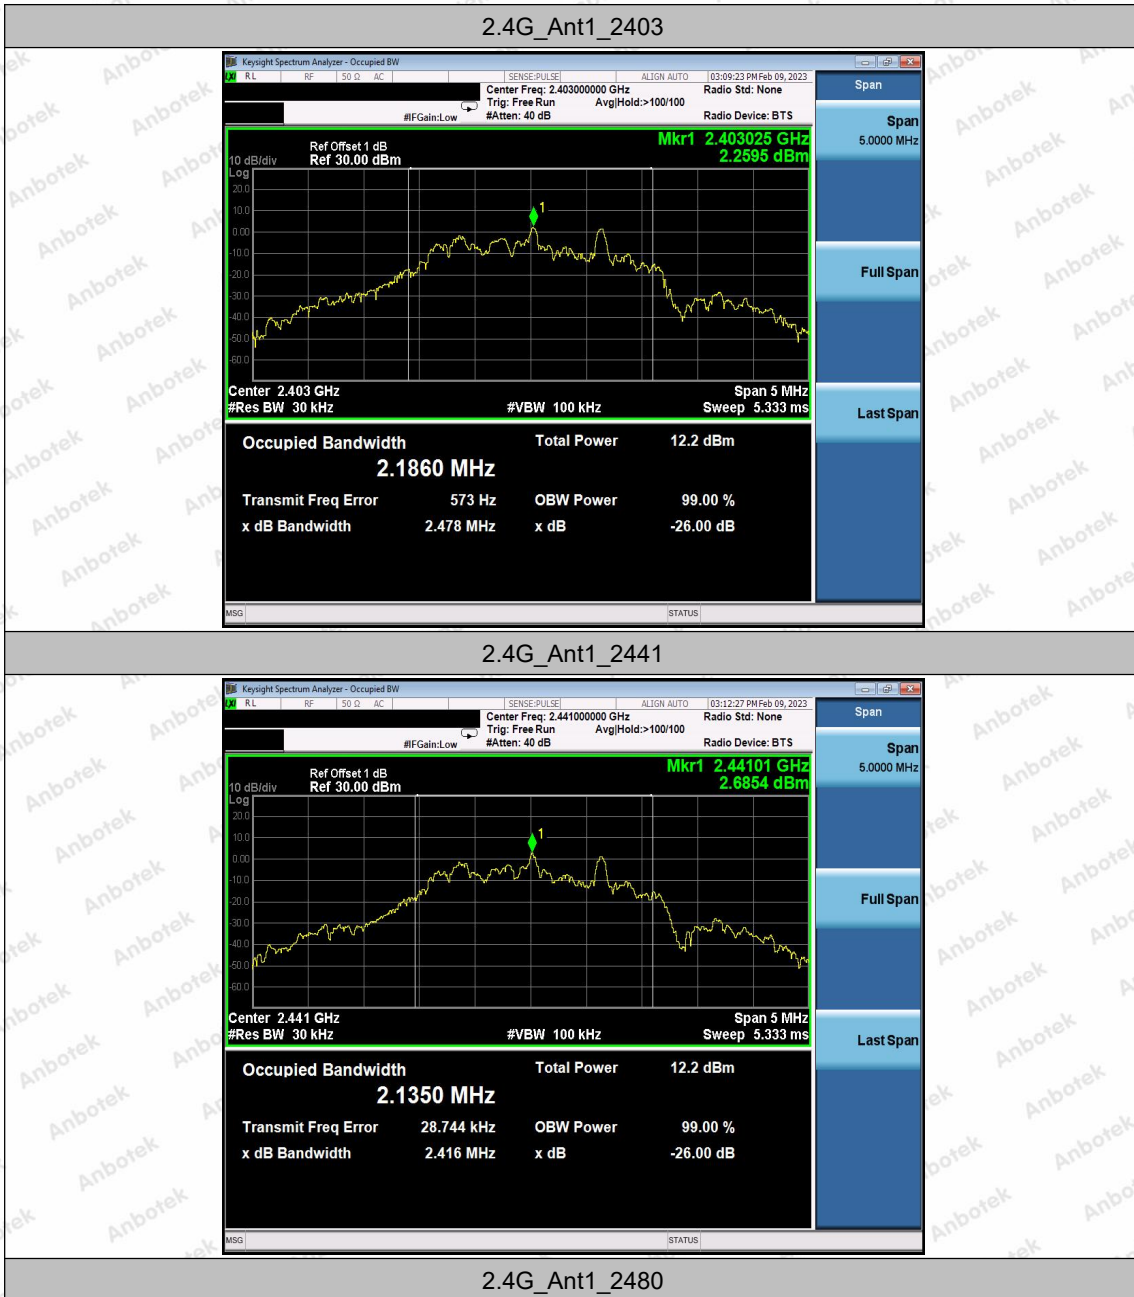 2.4G_Ant1_2403
Keysight Spectrum Analyzer - Occupied BW
LXI RL RF 50 Ω AC SENSE:PULSE ALIGN AUTO 03:09:23 PM Feb 09, 2023
Center Freq: 2.403000000 GHz Radio Std: None
Trig: Free Run Avg|Hold:>100/100
#IFGain:Low #Atten: 40 dB Radio Device: BTS
Span
Span
5.0000 MHz
Full Span
Last Span
Mkr1 2.403025 GHz
2.2595 dBm
Ref Offset 1 dB
10 dB/div Ref 30.00 dBm
Log
20.0
10.0
0.00
-10.0
-20.0
-30.0
-40.0
-50.0
-60.0
1
Center 2.403 GHz Span 5 MHz
#Res BW 30 kHz #VBW 100 kHz Sweep 5.333 ms
Occupied Bandwidth Total Power 12.2 dBm
2.1860 MHz
Transmit Freq Error 573 Hz OBW Power 99.00 %
x dB Bandwidth 2.478 MHz x dB -26.00 dB
MSG STATUS
2.4G_Ant1_2441
Keysight Spectrum Analyzer - Occupied BW
LXI RL RF 50 Ω AC SENSE:PULSE ALIGN AUTO 03:12:27 PM Feb 09, 2023
Center Freq: 2.441000000 GHz Radio Std: None
Trig: Free Run Avg|Hold:>100/100
#IFGain:Low #Atten: 40 dB Radio Device: BTS
Span
Span
5.0000 MHz
Full Span
Last Span
Mkr1 2.44101 GHz
2.6854 dBm
Ref Offset 1 dB
10 dB/div Ref 30.00 dBm
Log
20.0
10.0
0.00
-10.0
-20.0
-30.0
-40.0
-50.0
-60.0
1
Center 2.441 GHz Span 5 MHz
#Res BW 30 kHz #VBW 100 kHz Sweep 5.333 ms
Occupied Bandwidth Total Power 12.2 dBm
2.1350 MHz
Transmit Freq Error 28.744 kHz OBW Power 99.00 %
x dB Bandwidth 2.416 MHz x dB -26.00 dB
MSG STATUS
2.4G_Ant1_2480